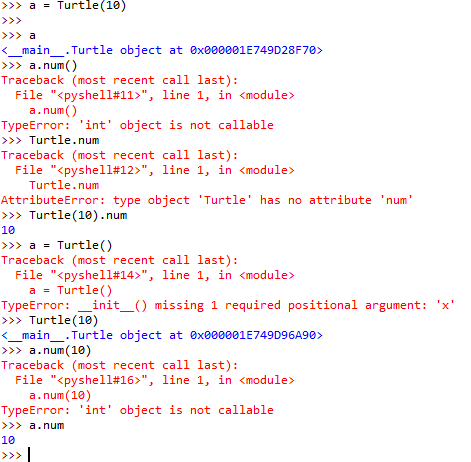 >>> a = Turtle(10)
>>>
>>> a
<__main__.Turtle object at 0x000001E749D28F70>
>>> a.num()
Traceback (most recent call last):
  File "<pyshell#11>", line 1, in <module>
    a.num()
TypeError: 'int' object is not callable
>>> Turtle.num
Traceback (most recent call last):
  File "<pyshell#12>", line 1, in <module>
    Turtle.num
AttributeError: type object 'Turtle' has no attribute 'num'
>>> Turtle(10).num
10
>>> a = Turtle()
Traceback (most recent call last):
  File "<pyshell#14>", line 1, in <module>
    a = Turtle()
TypeError: __init__() missing 1 required positional argument: 'x'
>>> Turtle(10)
<__main__.Turtle object at 0x000001E749D96A90>
>>> a.num(10)
Traceback (most recent call last):
  File "<pyshell#16>", line 1, in <module>
    a.num(10)
TypeError: 'int' object is not callable
>>> a.num
10
>>>